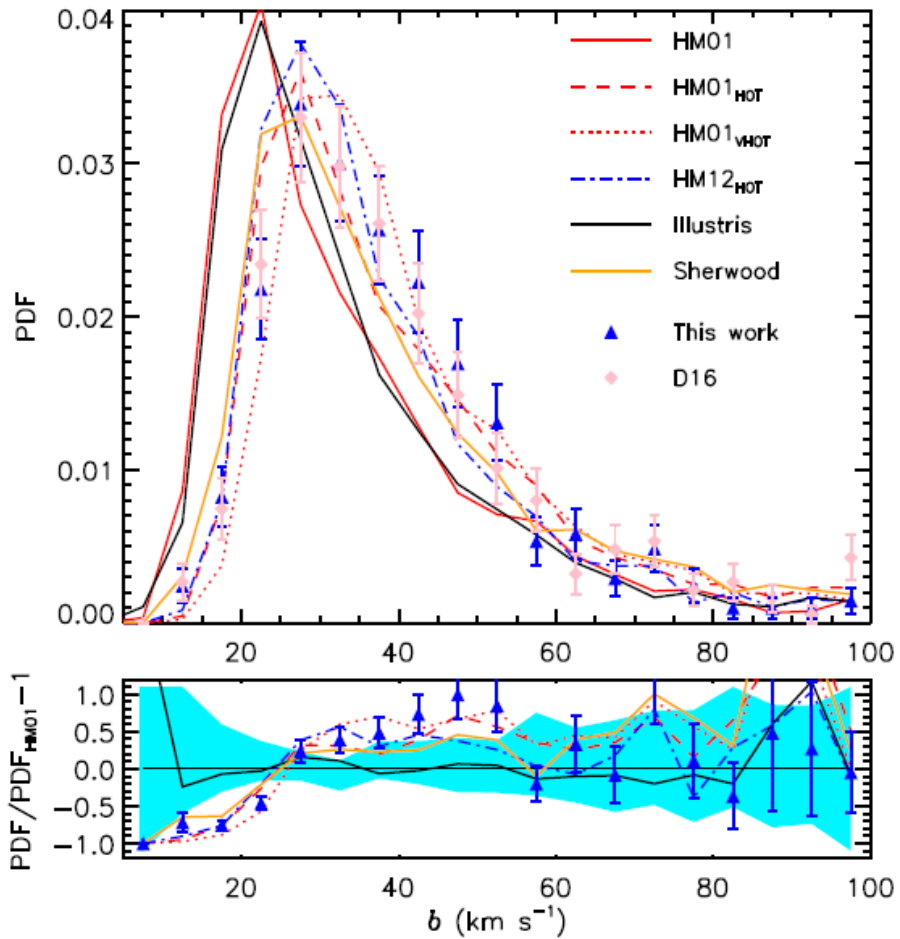 0.04
0.03
0.02
0.01
0.00
PDF
HM01
HM01HOT
HM01VHOT
HM12HOT
Illustris
Sherwood
This work
D16
20
40
60
80
100
1.0
0.5
0.0
−0.5
−1.0
PDF/PDFHM01−1
20
40
60
80
100
b (km s⁻¹)